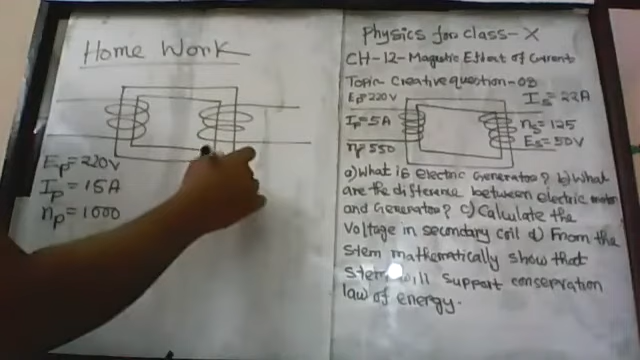 Home Work
Ep=220V
Ip=15A
np=1000
Physics for class-X
CH-12-Magnetic Effect of Current
Topic-Creative question-08
Ep=220V
Is=22A
Ip=5A
ns=125
np=550
Es=50V
a) What is electric Generator? b) What
are the difference between electric motor
and Generator? c) Calculate the
Voltage in secondary coil d) From the
stem mathematically show that
stem will support conservation
law of energy.